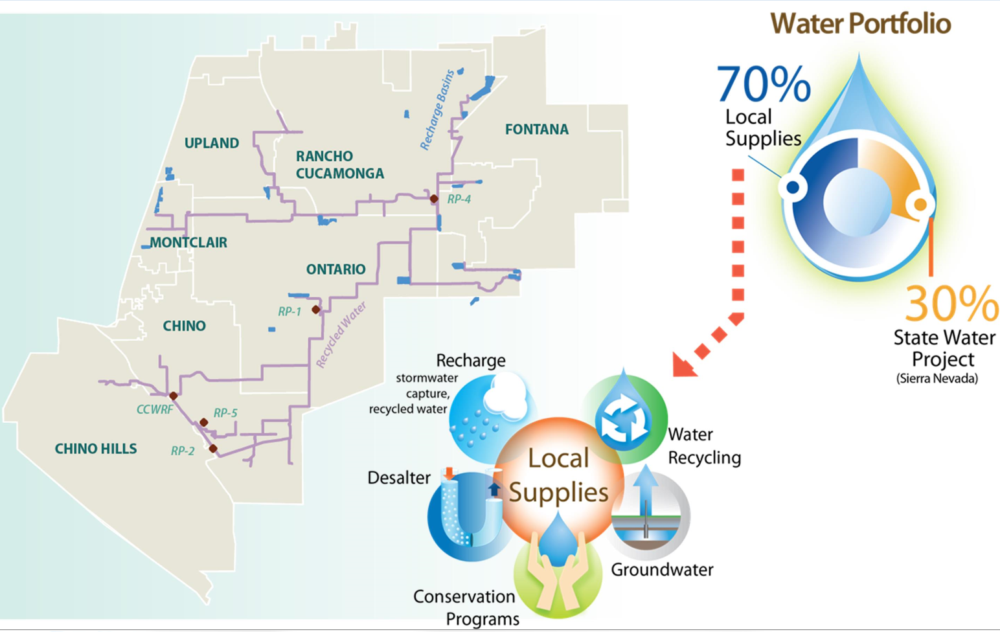 Water Portfolio
70%
Local
Supplies
30%
State Water
Project
(Sierra Nevada)
Recharge Basins
FONTANA
UPLAND
RANCHO
CUCAMONGA
RP-4
MONTCLAIR
ONTARIO
RP-1
Recycled Water
CHINO
CCWRF
RP-5
RP-2
CHINO HILLS
Recharge
stormwater
capture,
recycled water
Water
Recycling
Local
Supplies
Desalter
Groundwater
Conservation
Programs